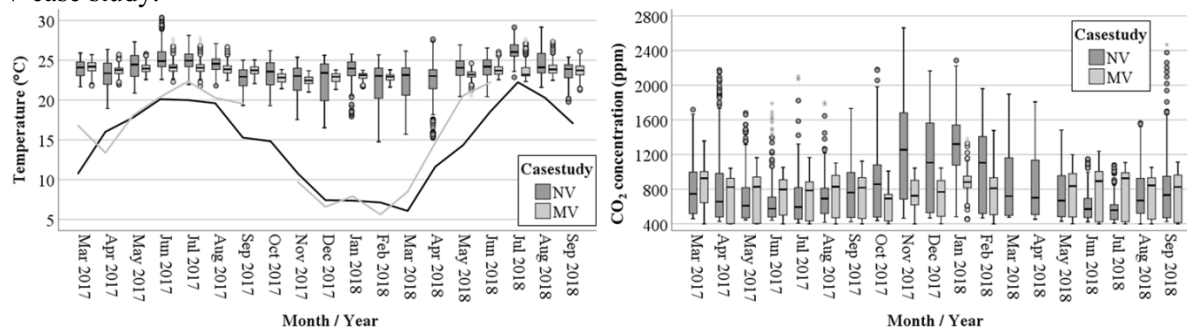 case study.
30
25
20
15
10
5
Temperature (°C)
Casestudy
NV
MV
Mar 2017
Apr 2017
May 2017
Jun 2017
Jul 2017
Aug 2017
Sep 2017
Oct 2017
Nov 2017
Dec 2017
Jan 2018
Feb 2018
Mar 2018
Apr 2018
May 2018
Jun 2018
Jul 2018
Aug 2018
Sep 2018
Month / Year
2800
2400
2000
1600
1200
800
400
CO₂ concentration (ppm)
Casestudy
NV
MV
Mar 2017
Apr 2017
May 2017
Jun 2017
Jul 2017
Aug 2017
Sep 2017
Oct 2017
Nov 2017
Dec 2017
Jan 2018
Feb 2018
Mar 2018
Apr 2018
May 2018
Jun 2018
Jul 2018
Aug 2018
Sep 2018
Month / Year